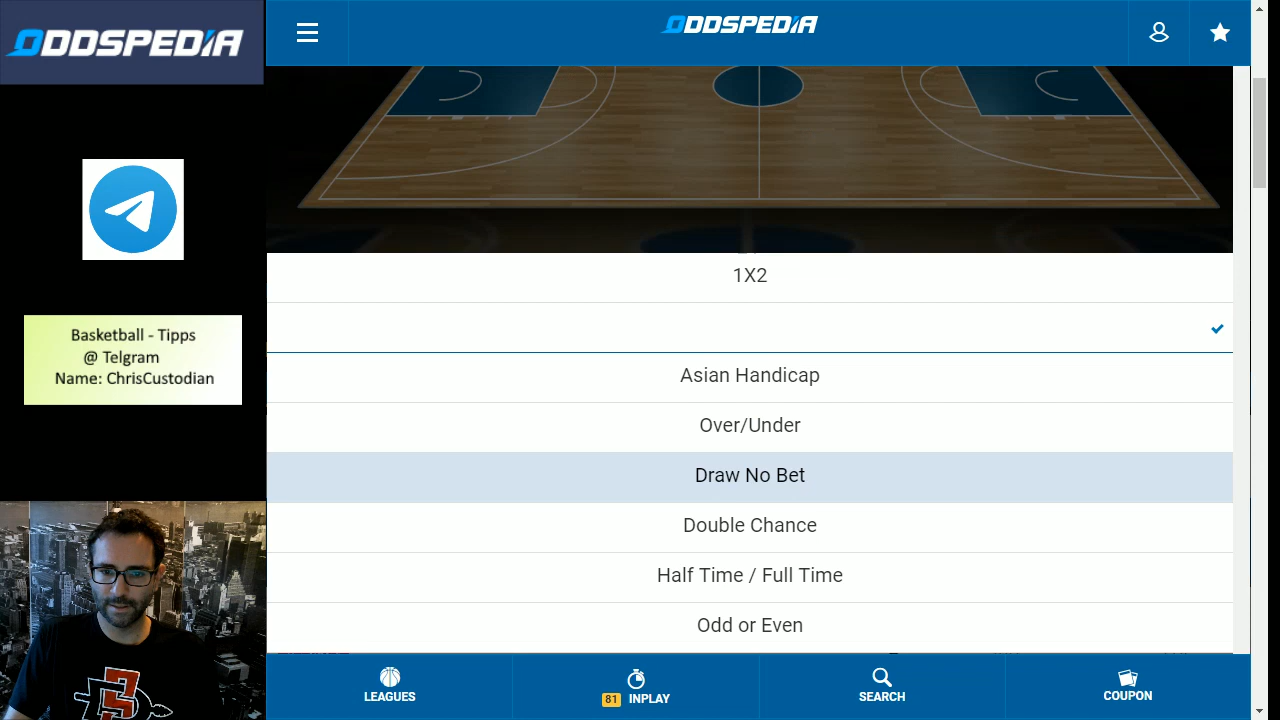 ODDSPEDIA
ODDSPEDIA
Basketball - Tipps
@ Telgram
Name: ChrisCustodian
1X2
Asian Handicap
Over/Under
Draw No Bet
Double Chance
Half Time / Full Time
Odd or Even
LEAGUES
81 INPLAY
SEARCH
COUPON